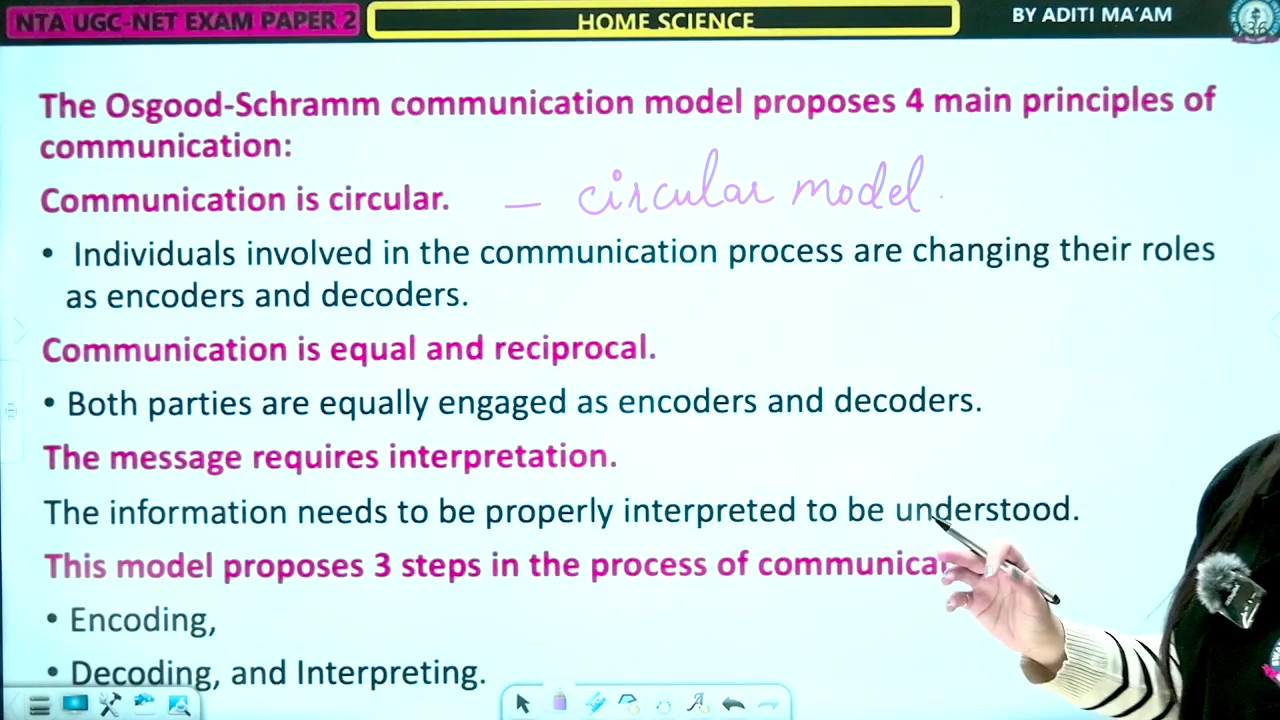 NTA UGC-NET EXAM PAPER 2
HOME SCIENCE
BY ADITI MA'AM
36
The Osgood-Schramm communication model proposes 4 main principles of
communication:
Communication is circular. – circular model
• Individuals involved in the communication process are changing their roles
as encoders and decoders.
Communication is equal and reciprocal.
• Both parties are equally engaged as encoders and decoders.
The message requires interpretation.
The information needs to be properly interpreted to be understood.
This model proposes 3 steps in the process of communica
• Encoding,
• Decoding, and Interpreting.